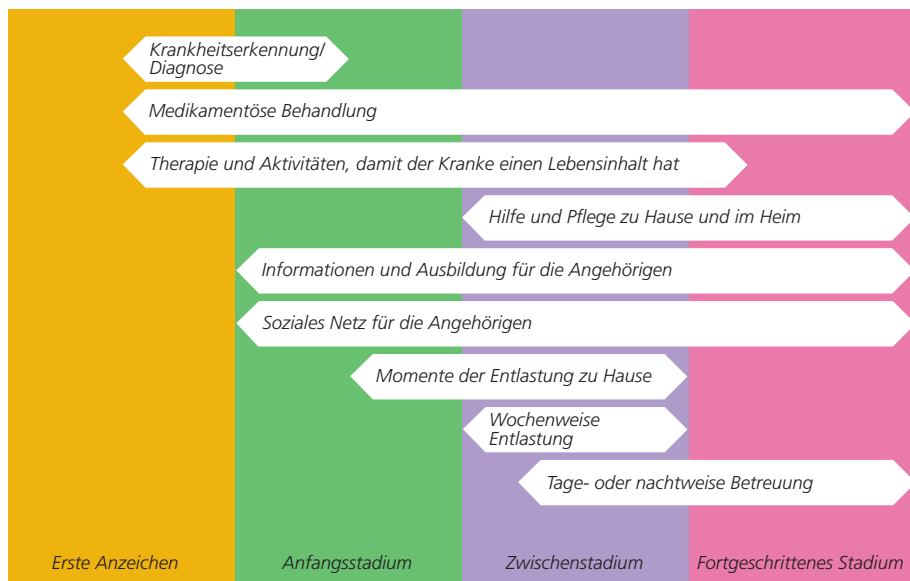 Krankheitserkennung/
Diagnose
Medikamentöse Behandlung
Therapie und Aktivitäten, damit der Kranke einen Lebensinhalt hat
Hilfe und Pflege zu Hause und im Heim
Informationen und Ausbildung für die Angehörigen
Soziales Netz für die Angehörigen
Momente der Entlastung zu Hause
Wochenweise
Entlastung
Tage- oder nachtweise Betreuung
Erste Anzeichen
Anfangsstadium
Zwischenstadium
Fortgeschrittenes Stadium